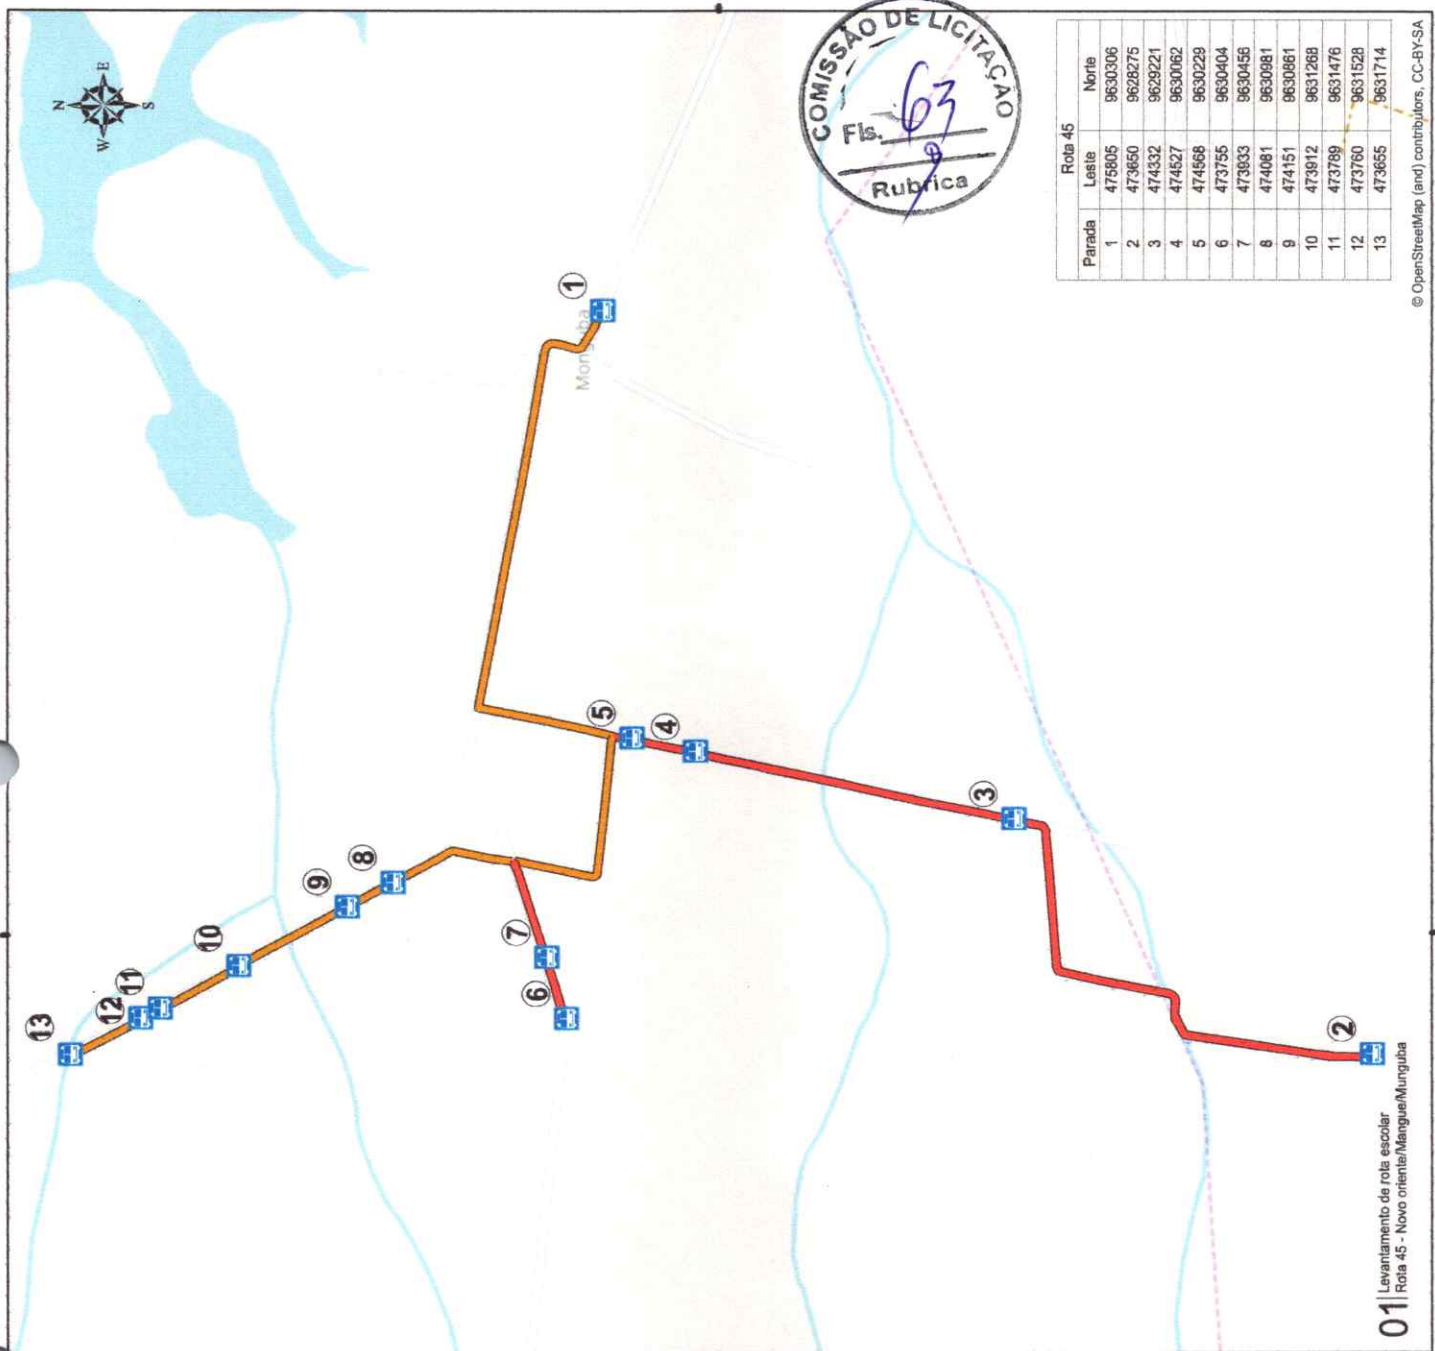 N
W E
S
13
12
11
10
9
8
7
6
5
4
3
2
1
Monguba
COMISSÃO DE LICITAÇÃO
Fls. 63
Rubrica
Rota 45
Parada Leste Norte
1 475805 9630306
2 473650 9628275
3 474332 9629221
4 474527 9630062
5 474568 9630229
6 473755 9630404
7 473933 9630456
8 474081 9630981
9 474151 9630861
10 473912 9631268
11 473789 9631476
12 473760 9631528
13 473655 9631714
© OpenStreetMap (and) contributors, CC-BY-SA
01 Levantamento de rota escolar
Rota 45 - Novo oriente/Mangue/Munguba